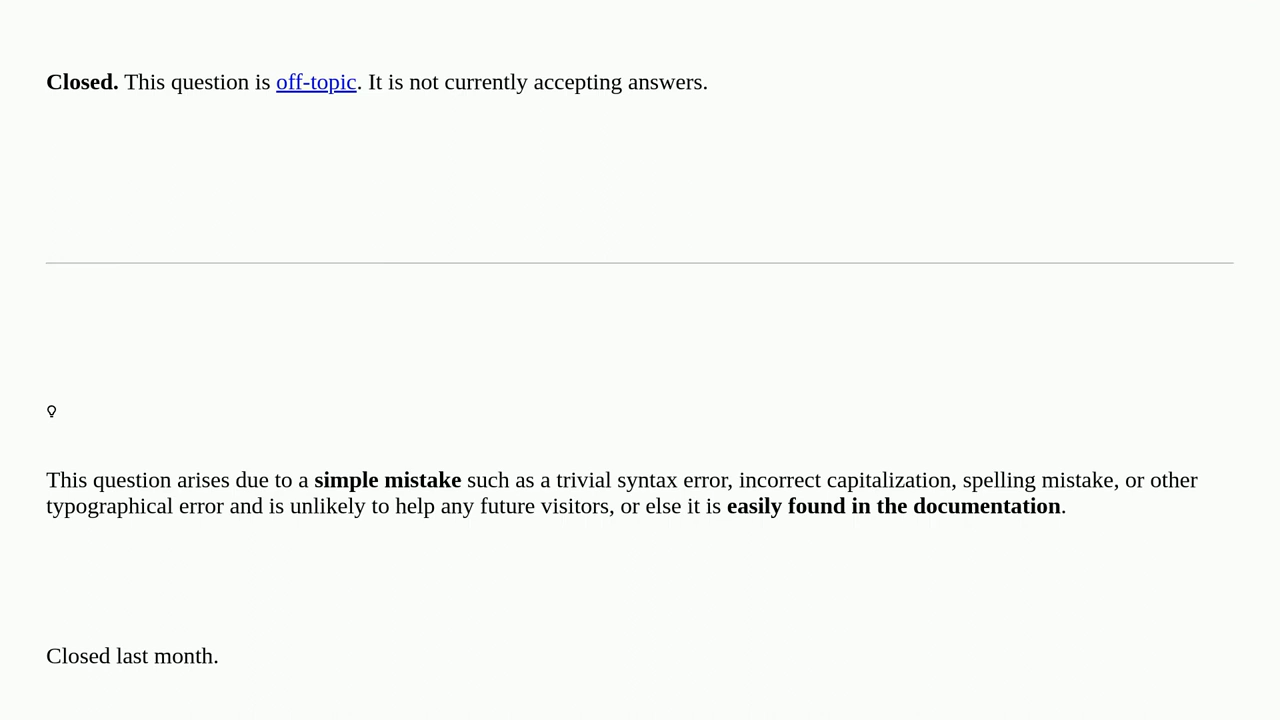 Closed. This question is off-topic. It is not currently accepting answers.
This question arises due to a simple mistake such as a trivial syntax error, incorrect capitalization, spelling mistake, or other
typographical error and is unlikely to help any future visitors, or else it is easily found in the documentation.
Closed last month.